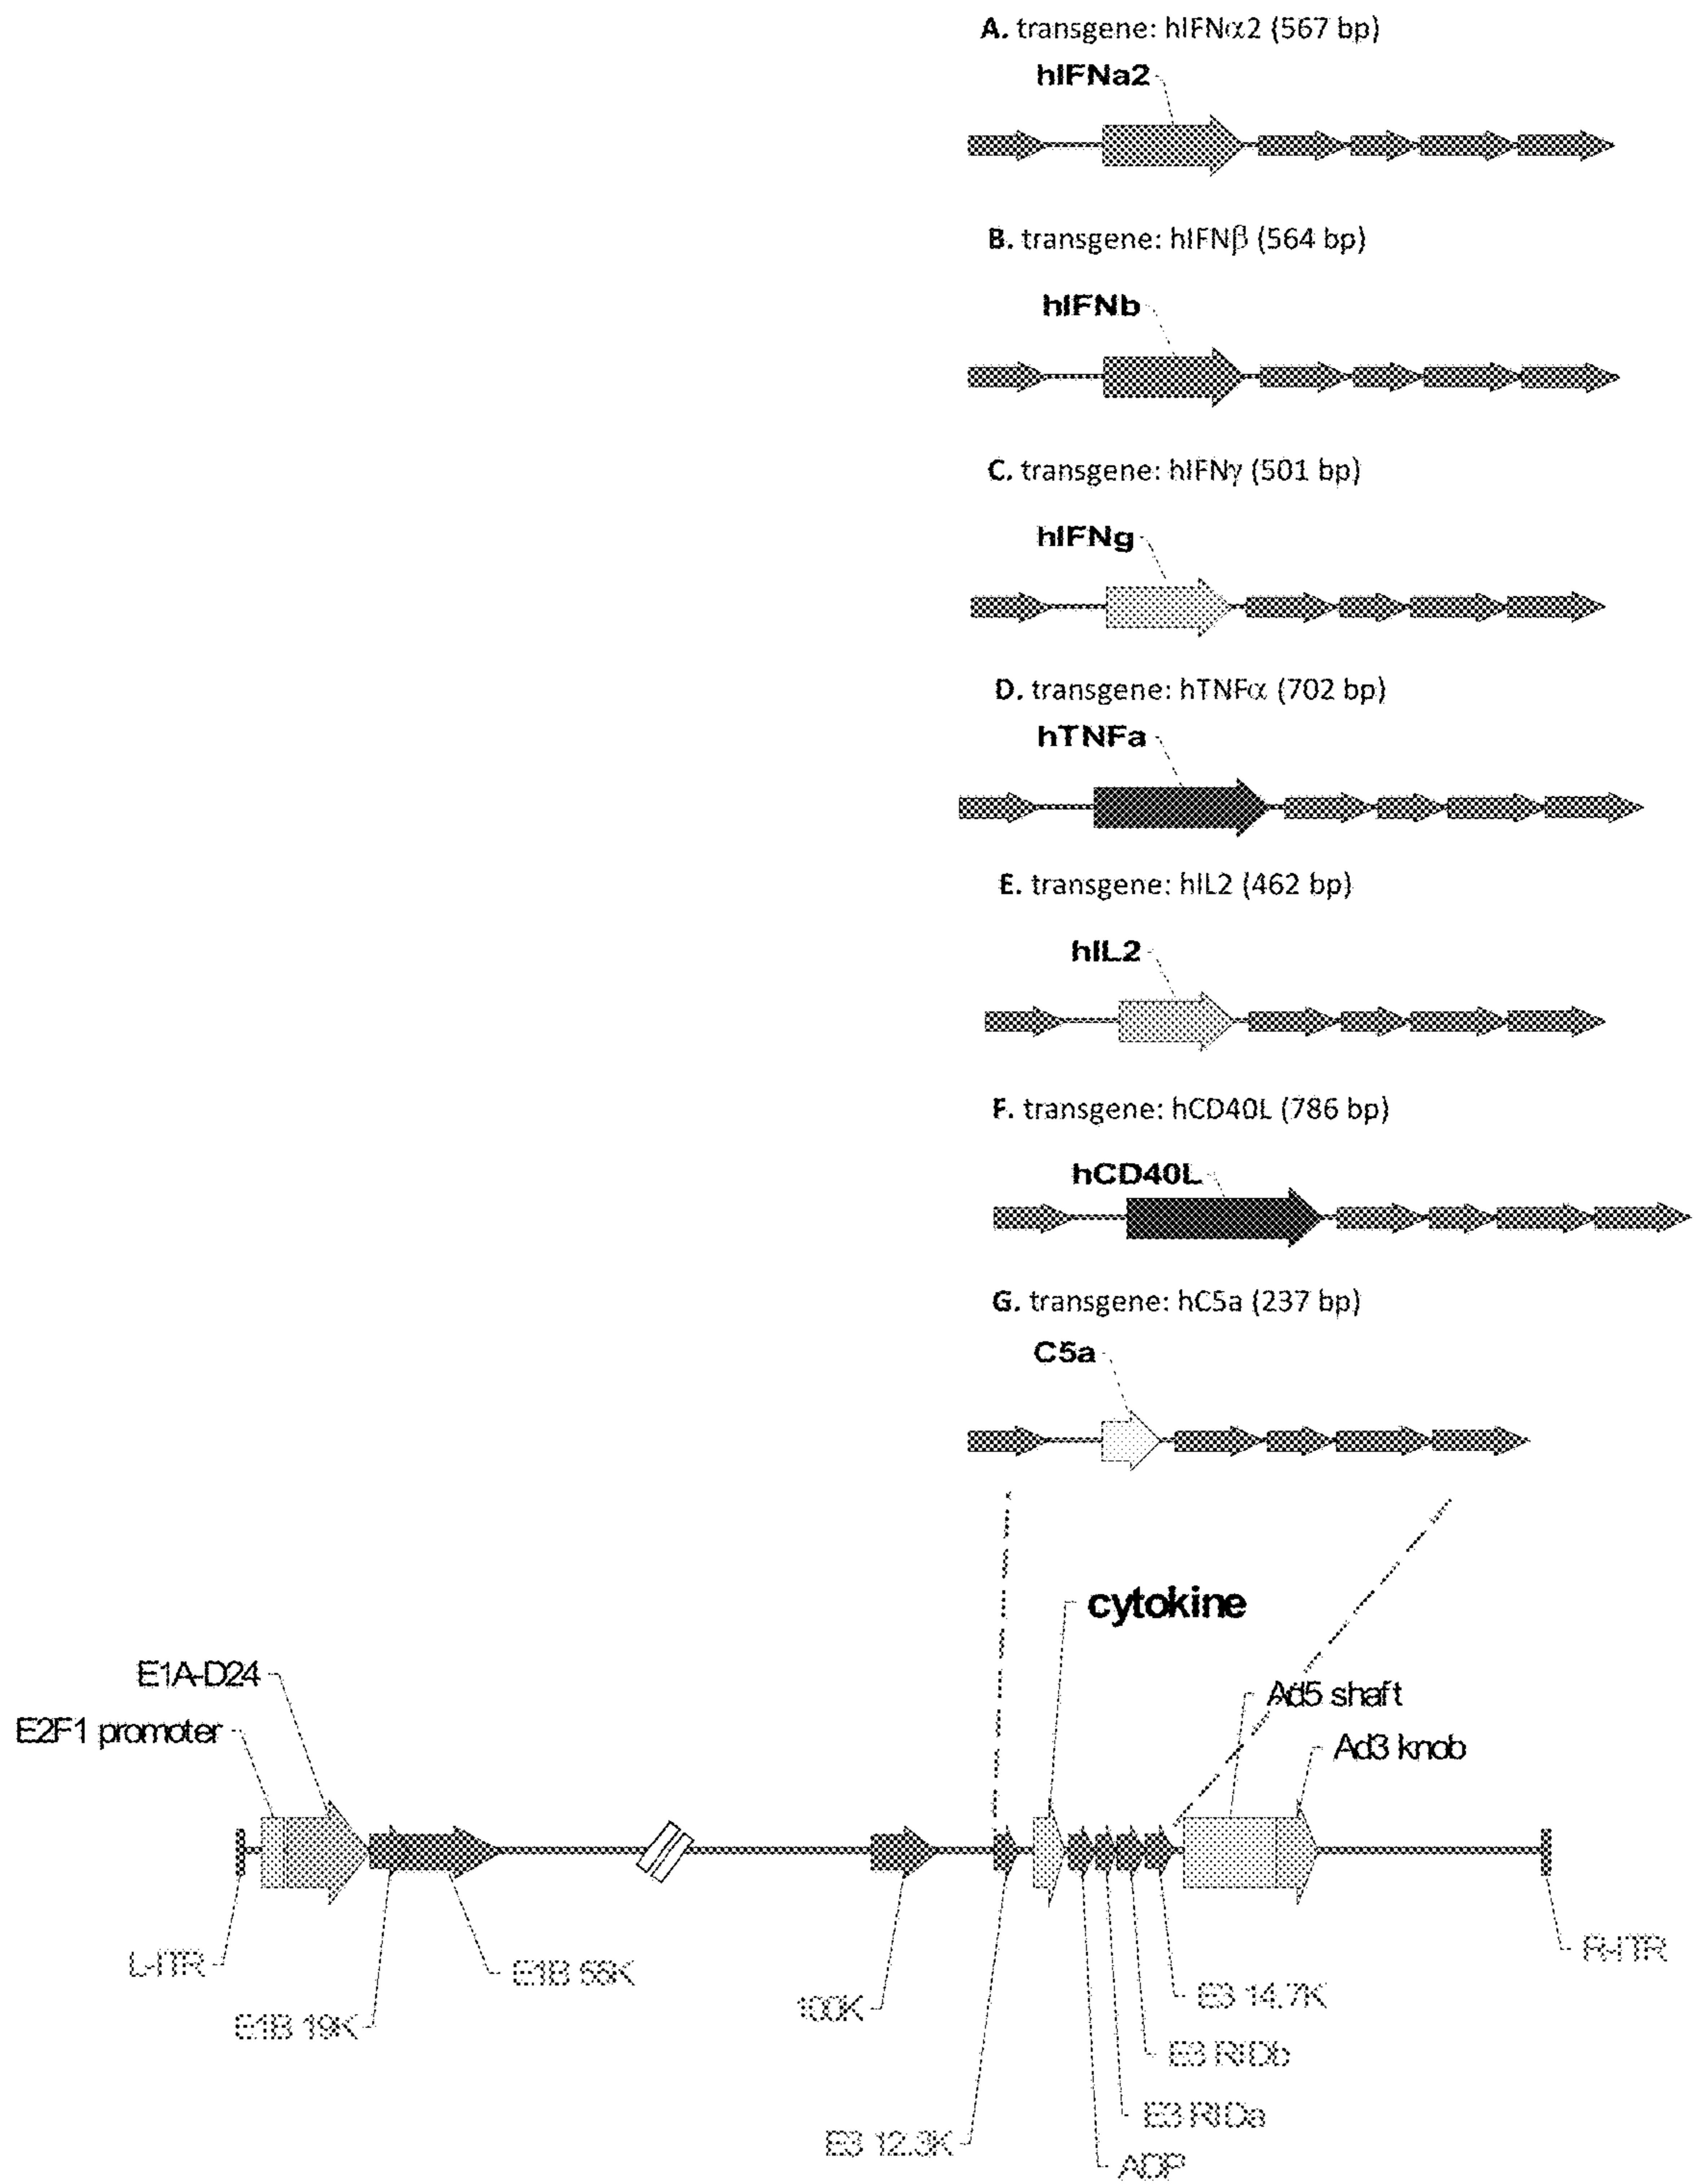 A. transgene: hIFNα2 (567 bp)
hIFNa2
B. transgene: hIFNβ (564 bp)
hIFNb
C. transgene: hIFNγ (501 bp)
hIFNg
D. transgene: hTNFα (702 bp)
hTNFa
E. transgene: hIL2 (462 bp)
hIL2
F. transgene: hCD40L (786 bp)
hCD40L
G. transgene: hC5a (237 bp)
C5a
cytokine
E1A-D24
Ad5 shaft
E2F1 promoter
Ad3 knob
L-ITR
R-ITR
E1B 55K
E3 14.7K
100K
E1B 19K
E3 RIDb
E3 RIDa
E3 12.3K
ADP